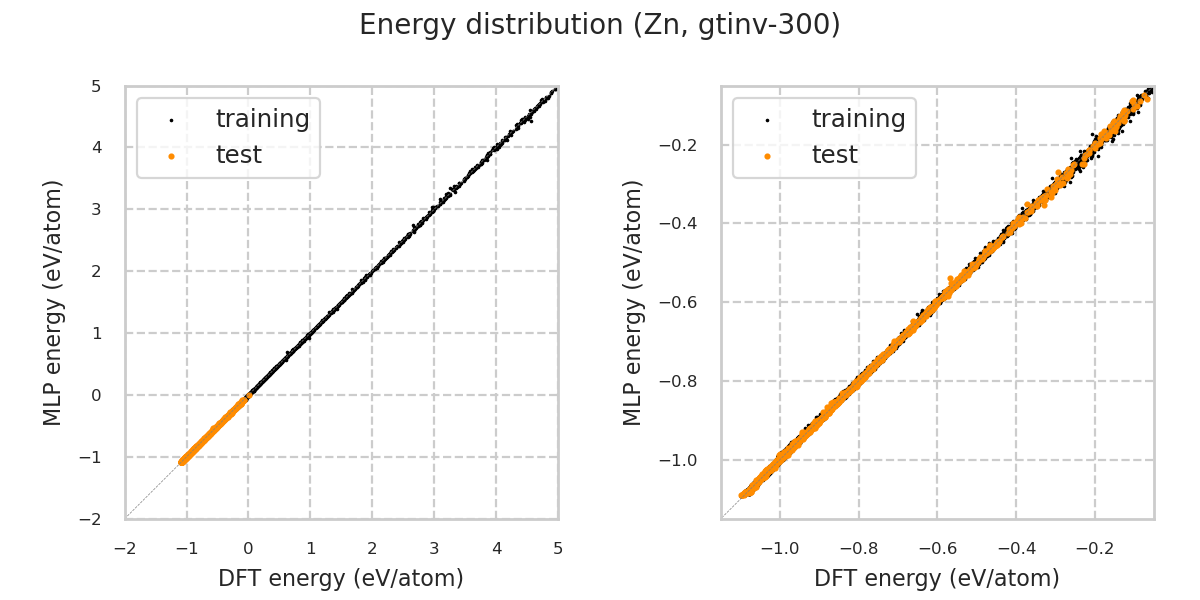 Energy distribution (Zn, gtinv-300)
training
test
5
4
3
2
1
0
−1
−2
−2
−1
0
1
2
3
4
5
MLP energy (eV/atom)
DFT energy (eV/atom)
training
test
−0.2
−0.4
−0.6
−0.8
−1.0
−1.0
−0.8
−0.6
−0.4
−0.2
MLP energy (eV/atom)
DFT energy (eV/atom)